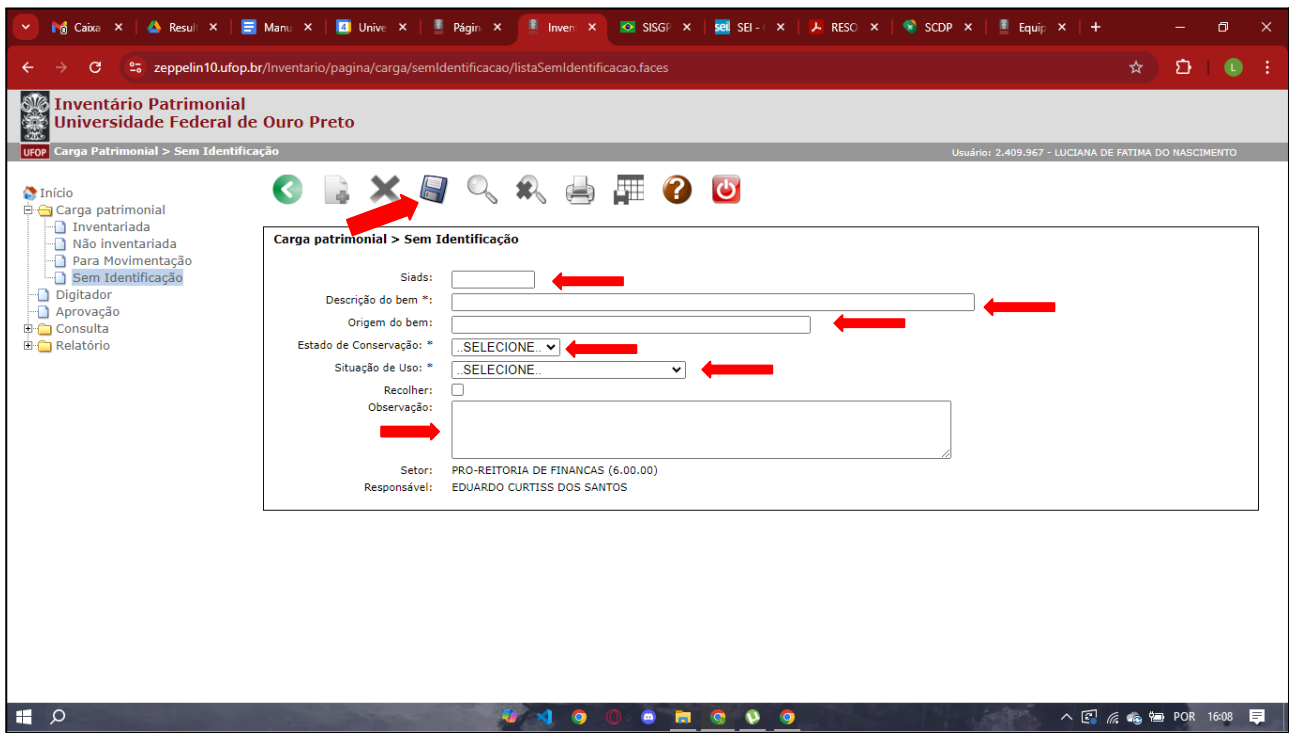 Caixa
Resul
Manu
Unive
Págin
Inven
SISGP
sei SEI - (
RESO
SCDP
Equip
zeppelin10.ufop.br/Inventario/pagina/carga/semIdentificacao/listaSemIdentificacao.faces
L
Inventário Patrimonial
Universidade Federal de Ouro Preto
UFOP Carga Patrimonial > Sem Identificação
Usuário: 2.409.967 - LUCIANA DE FATIMA DO NASCIMENTO
Início
Carga patrimonial
Inventariada
Não inventariada
Para Movimentação
Sem Identificação
Digitador
Aprovação
Consulta
Relatório
Carga patrimonial > Sem Identificação
Siads:
Descrição do bem *:
Origem do bem:
Estado de Conservação: * ..SELECIONE..
Situação de Uso: * ..SELECIONE..
Recolher:
Observação:
Setor: PRO-REITORIA DE FINANCAS (6.00.00)
Responsável: EDUARDO CURTISS DOS SANTOS
POR 16:08